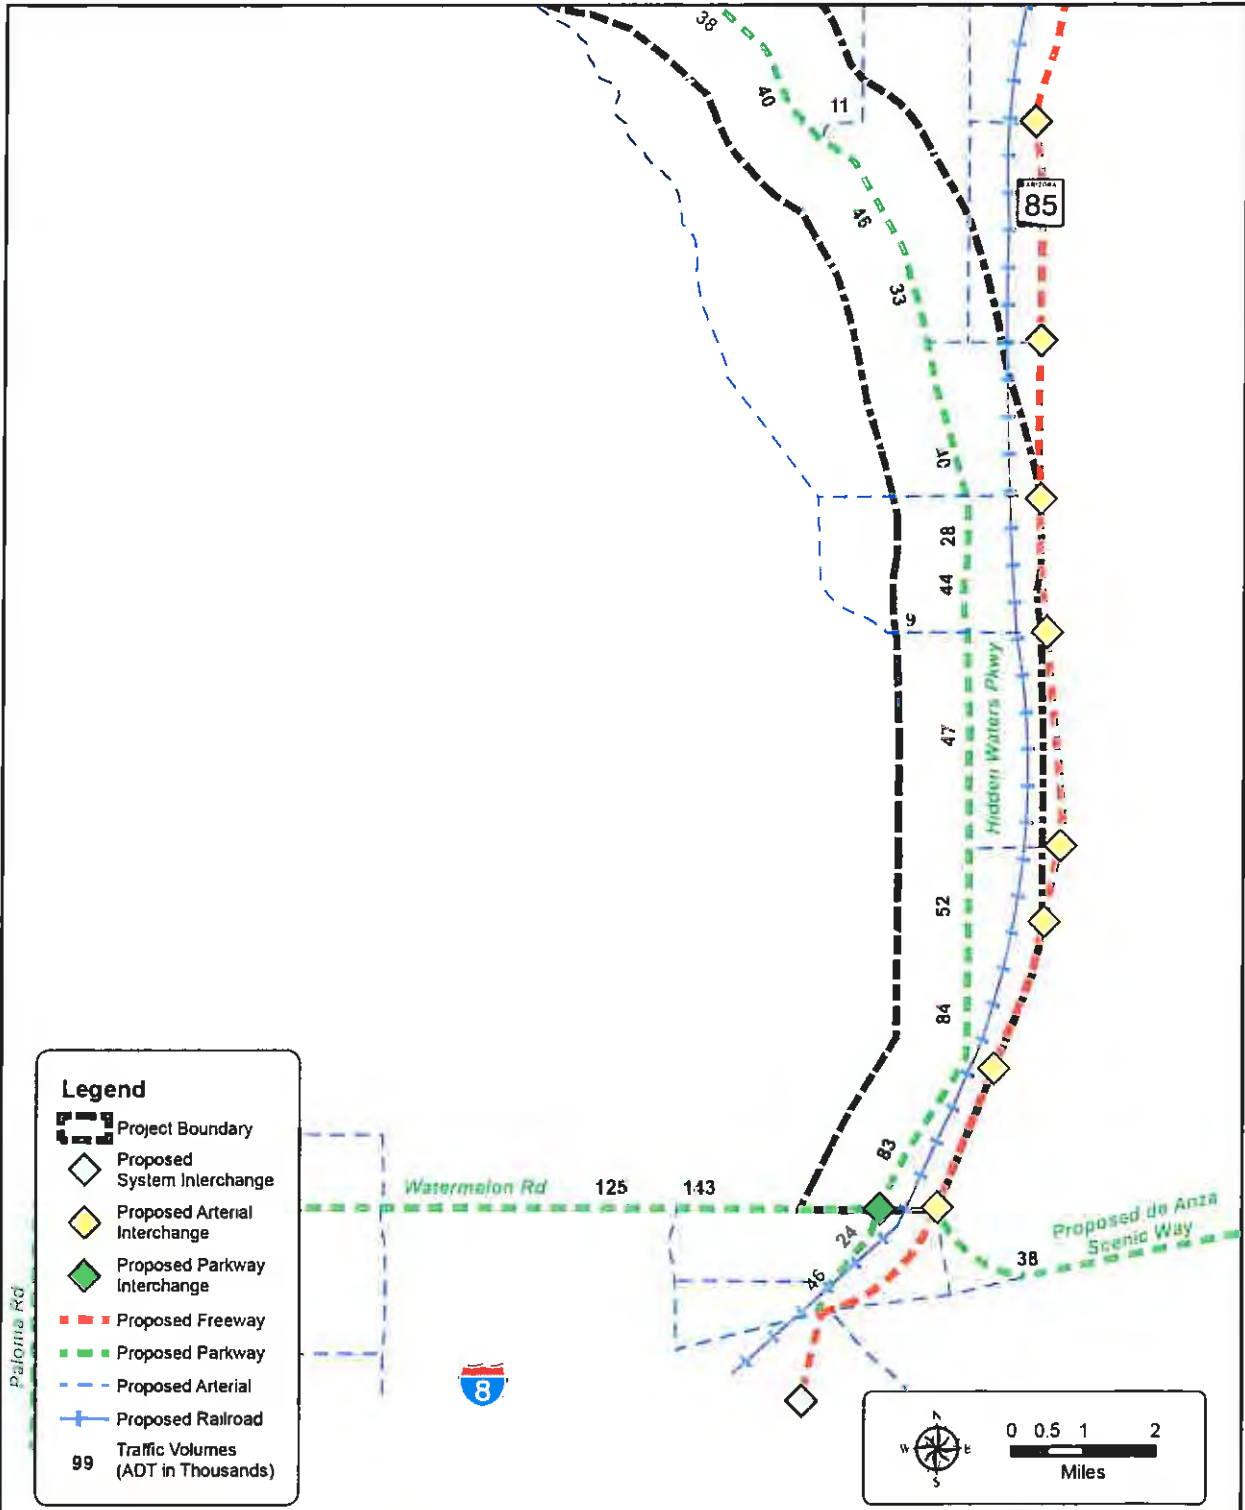 38
40
11
ARIZONA
85
46
33
40
28
44
9
Hidden Waters Pkwy
47
52
84
83
Watermelon Rd
125
143
24
46
38
Proposed de Anza
Scenic Way
Paloma Rd
8
Legend
Project Boundary
Proposed
System Interchange
Proposed Arterial
Interchange
Proposed Parkway
Interchange
Proposed Freeway
Proposed Parkway
Proposed Arterial
Proposed Railroad
99
Traffic Volumes
(ADT in Thousands)
N
W
E
S
0 0.5 1 2
Miles